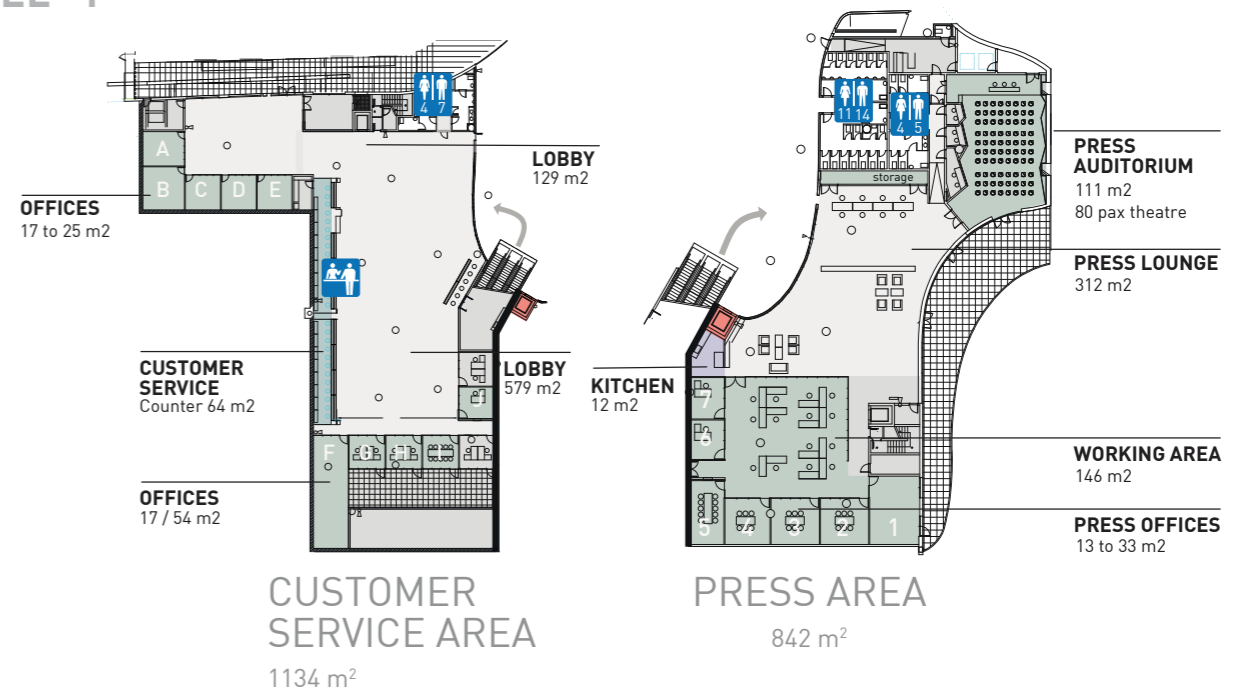 4 7
11 14
4 5
A
B C D E
LOBBY
129 m2
OFFICES
17 to 25 m2
CUSTOMER
SERVICE
Counter 64 m2
LOBBY
579 m2
J
F G H I
OFFICES
17 / 54 m2
CUSTOMER
SERVICE AREA
1134 m²
storage
PRESS
AUDITORIUM
111 m2
80 pax theatre
PRESS LOUNGE
312 m2
KITCHEN
12 m2
7
6
5 4 3 2 1
WORKING AREA
146 m2
PRESS OFFICES
13 to 33 m2
PRESS AREA
842 m²